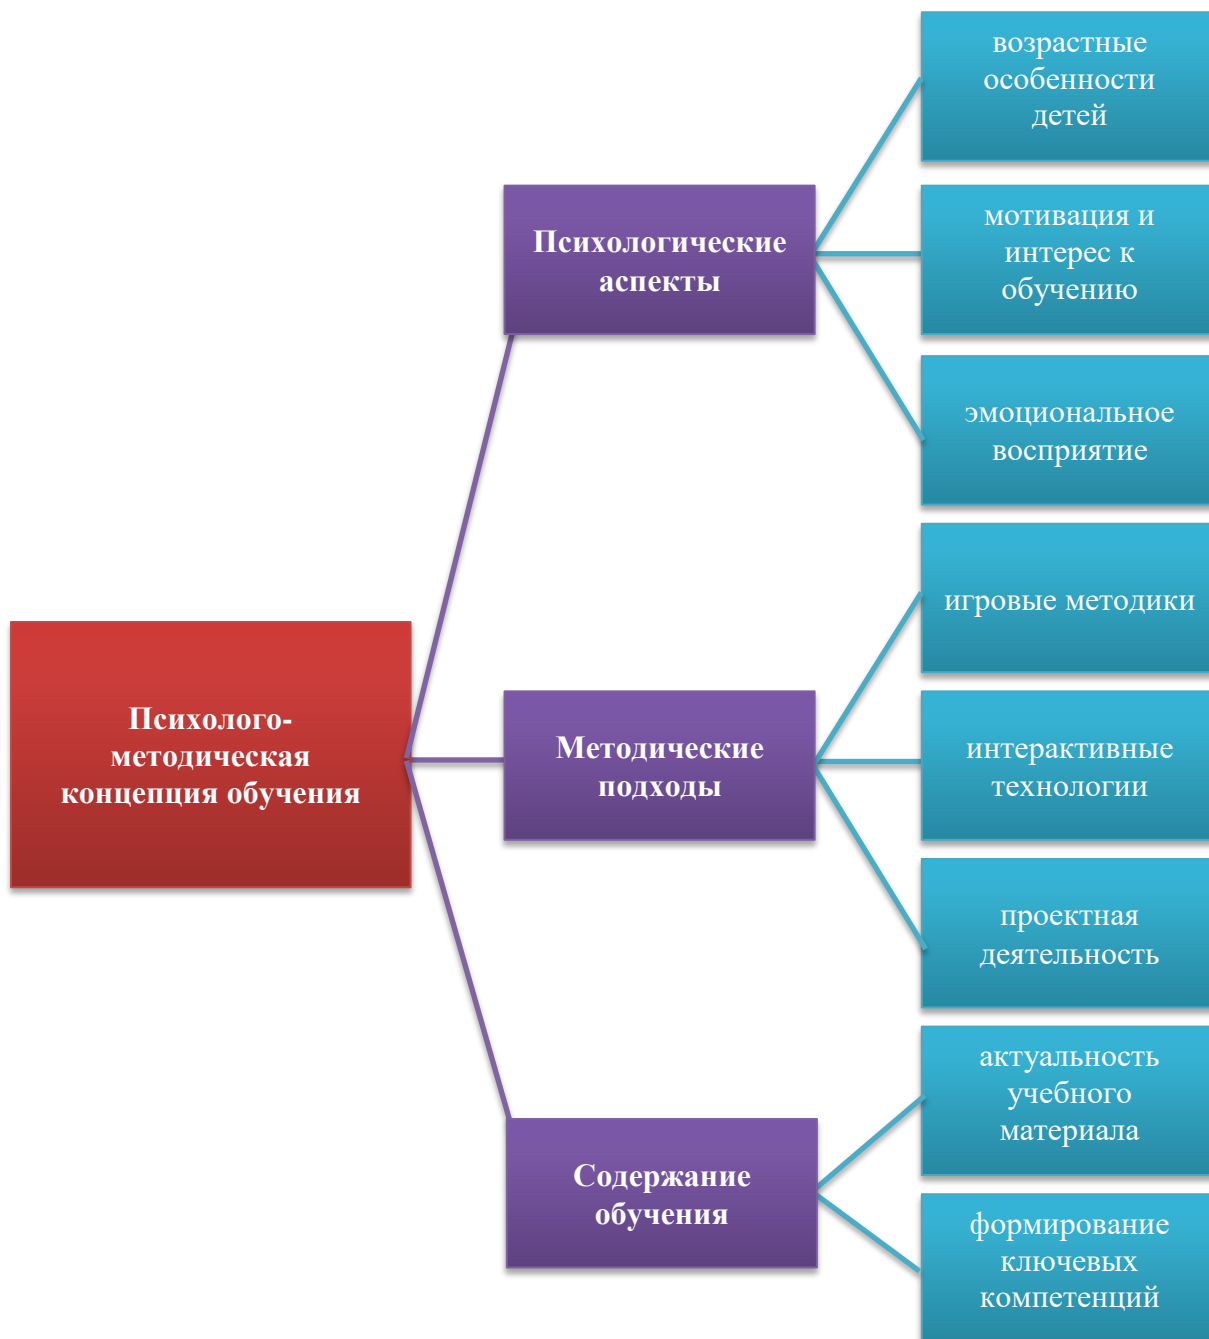 возрастные
особенности
детей
Психологические
аспекты
мотивация и
интерес к
обучению
эмоциональное
восприятие
игровые методики
Психолого-
методическая
концепция обучения
Методические
подходы
интерактивные
технологии
проектная
деятельность
актуальность
учебного
материала
Содержание
обучения
формирование
ключевых
компетенций